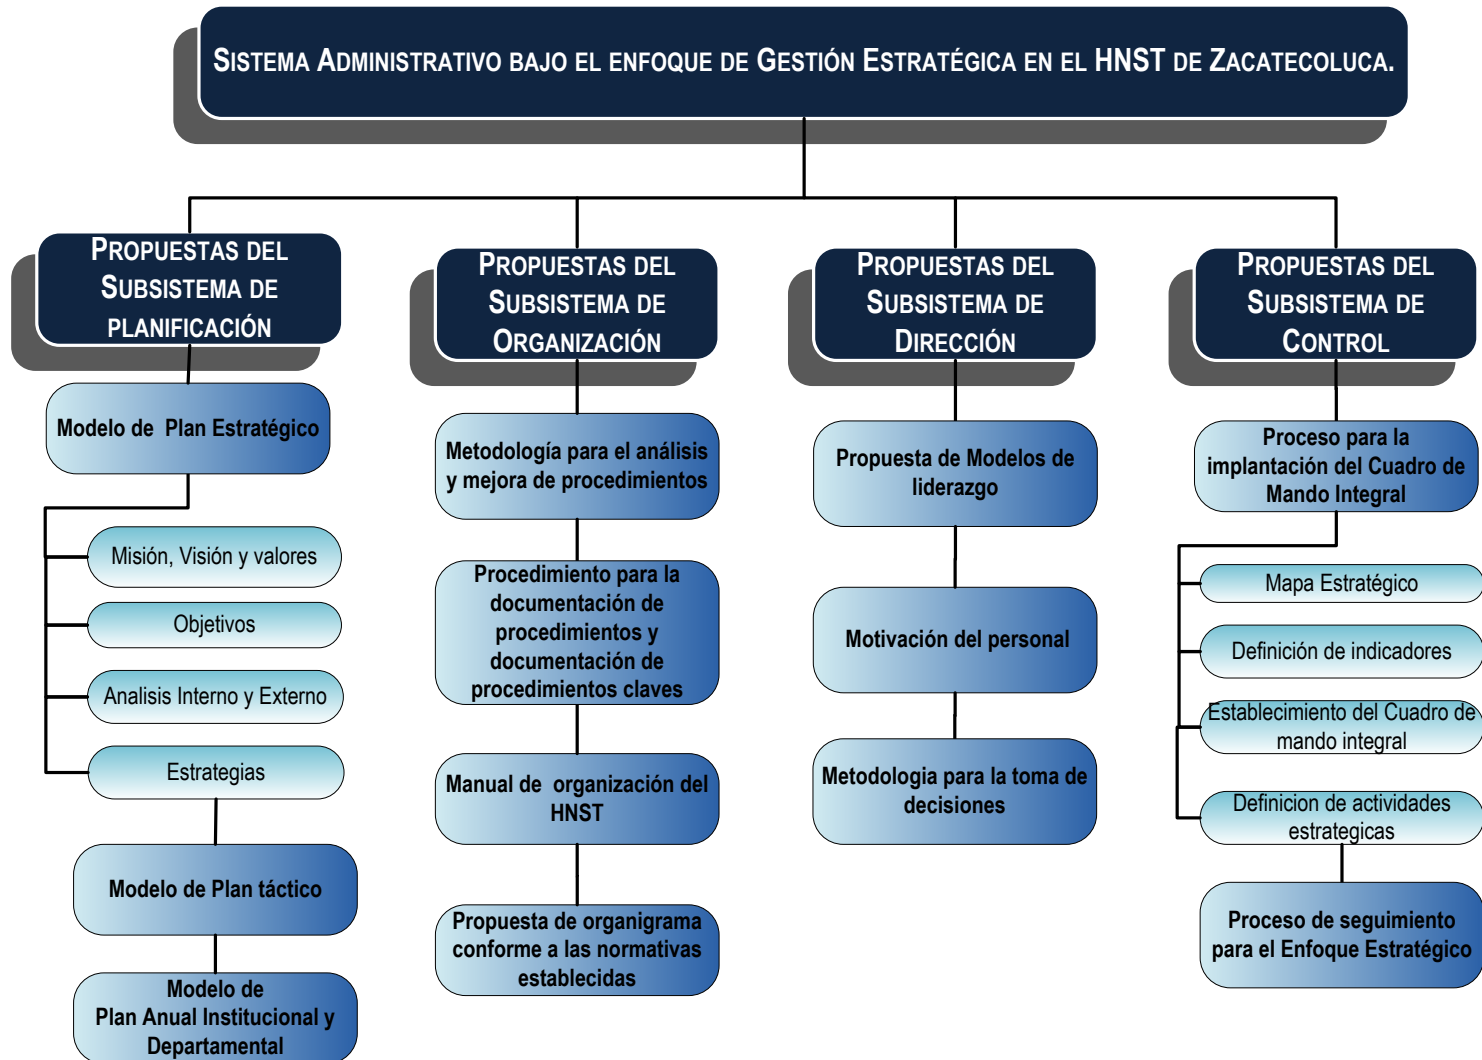 SISTEMA ADMINISTRATIVO BAJO EL ENFOQUE DE GESTIÓN ESTRATÉGICA EN EL HNST DE ZACATECOLUCA.
PROPUESTAS DEL
SUBSISTEMA DE
PLANIFICACIÓN
Modelo de Plan Estratégico
Misión, Visión y valores
Objetivos
Analisis Interno y Externo
Estrategias
Modelo de Plan táctico
Modelo de
Plan Anual Institucional y
Departamental
PROPUESTAS DEL
SUBSISTEMA DE
ORGANIZACIÓN
Metodología para el análisis
y mejora de procedimientos
Procedimiento para la
documentación de
procedimientos y
documentación de
procedimientos claves
Manual de organización del
HNST
Propuesta de organigrama
conforme a las normativas
establecidas
PROPUESTAS DEL
SUBSISTEMA DE
DIRECCIÓN
Propuesta de Modelos de
liderazgo
Motivación del personal
Metodologia para la toma de
decisiones
PROPUESTAS DEL
SUBSISTEMA DE
CONTROL
Proceso para la
implantación del Cuadro de
Mando Integral
Mapa Estratégico
Definición de indicadores
Establecimiento del Cuadro de
mando integral
Definicion de actividades
estrategicas
Proceso de seguimiento
para el Enfoque Estratégico